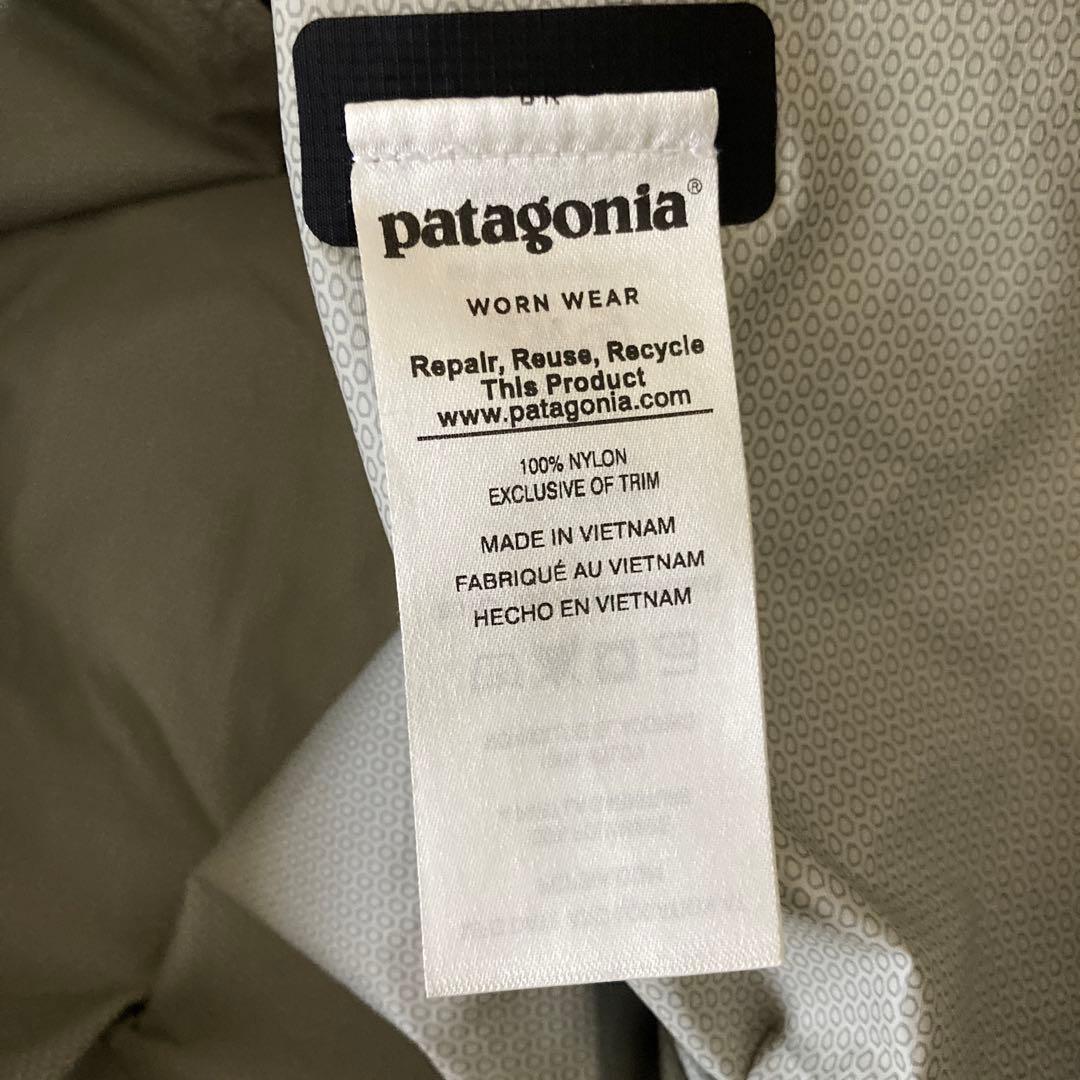 patagonia®
WORN WEAR
Repair, Reuse, Recycle
This Product
www.patagonia.com
100% NYLON
EXCLUSIVE OF TRIM
MADE IN VIETNAM
FABRIQUÉ AU VIETNAM
HECHO EN VIETNAM